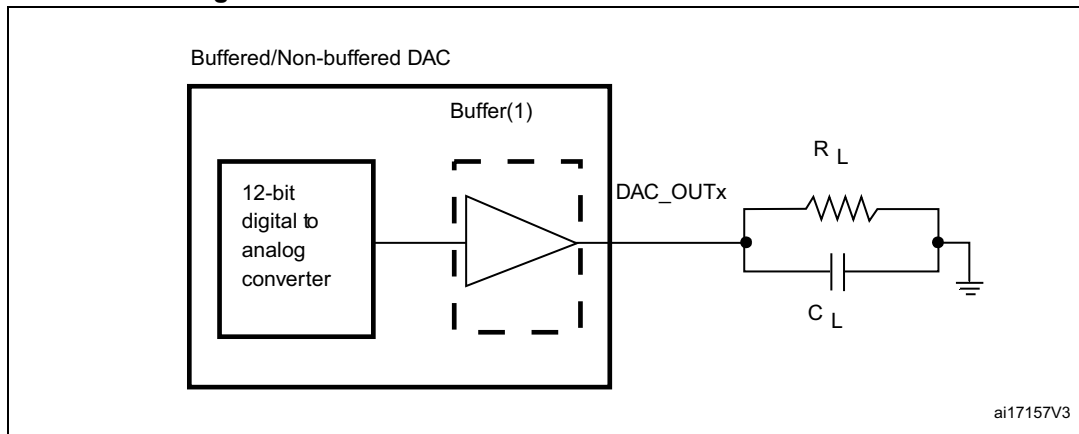 Buffered/Non-buffered DAC
Buffer(1)
12-bit
digital to
analog
converter
DAC_OUTx
R L
C L
ai17157V3